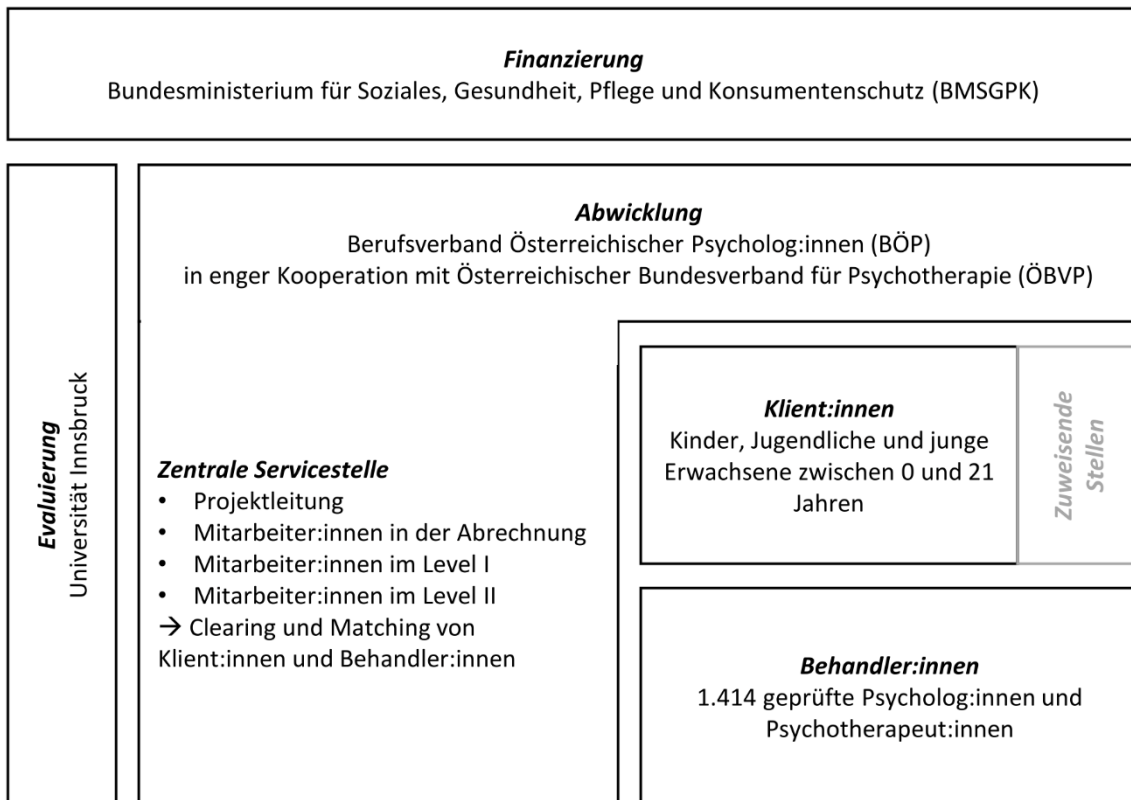 Finanzierung
Bundesministerium für Soziales, Gesundheit, Pflege und Konsumentenschutz (BMSGPK)
Evaluierung
Universität Innsbruck
Abwicklung
Berufsverband Österreichischer Psycholog:innen (BÖP)
in enger Kooperation mit Österreichischer Bundesverband für Psychotherapie (ÖBVP)
Zentrale Servicestelle
• Projektleitung
• Mitarbeiter:innen in der Abrechnung
• Mitarbeiter:innen im Level I
• Mitarbeiter:innen im Level II
→ Clearing und Matching von
Klient:innen und Behandler:innen
Klient:innen
Kinder, Jugendliche und junge
Erwachsene zwischen 0 und 21
Jahren
Zuweisende
Stellen
Behandler:innen
1.414 geprüfte Psycholog:innen und
Psychotherapeut:innen